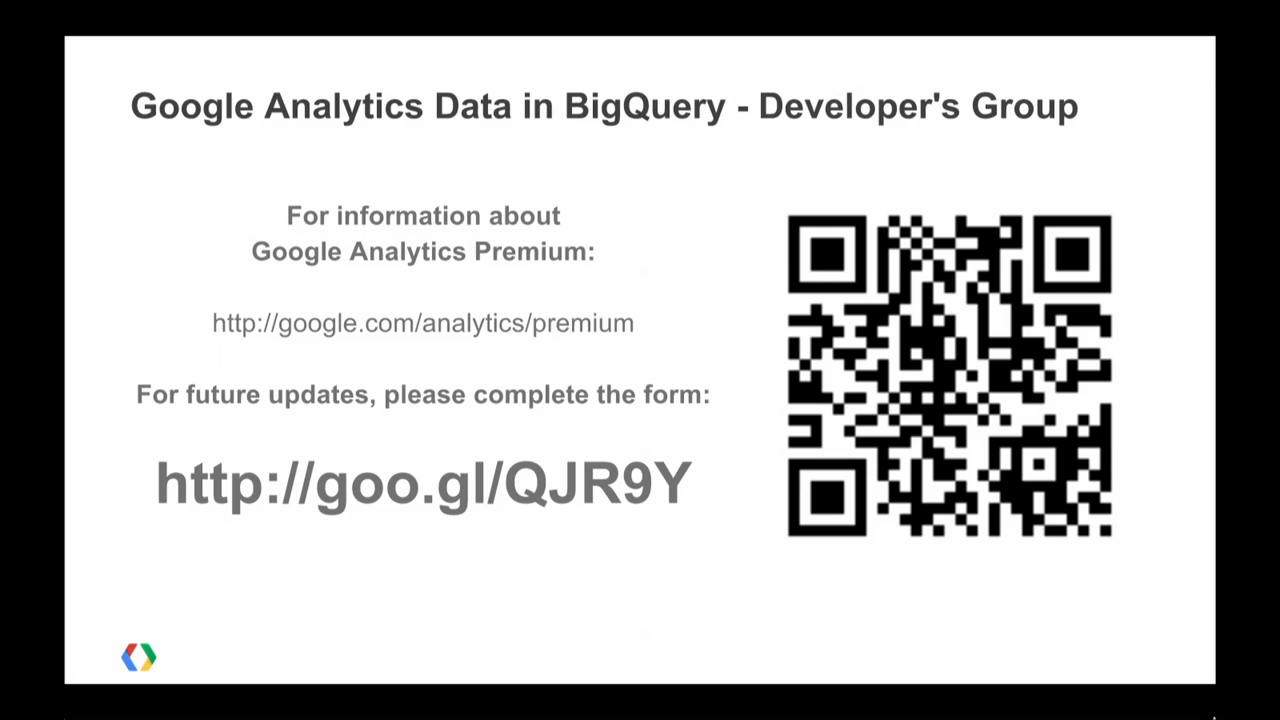 Google Analytics Data in BigQuery - Developer's Group
For information about
Google Analytics Premium:
http://google.com/analytics/premium
For future updates, please complete the form:
http://goo.gl/QJR9Y